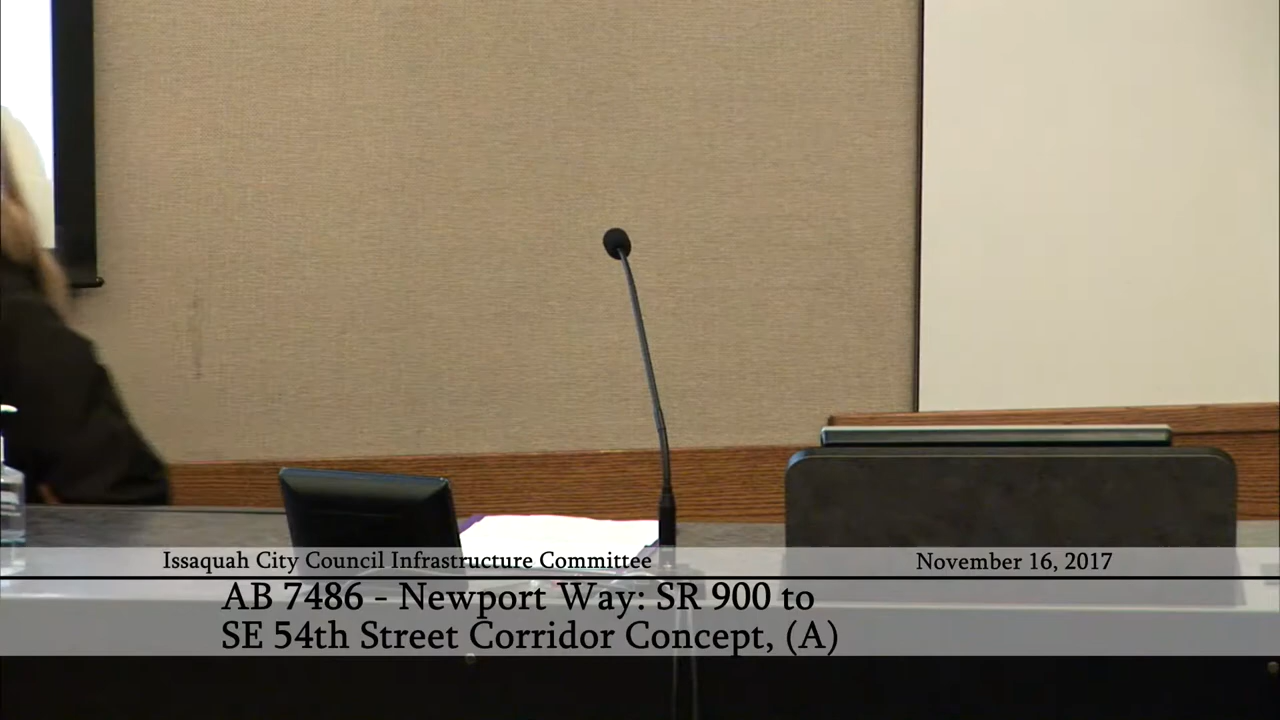 Issaquah City Council Infrastructure Committee
November 16, 2017
AB 7486 - Newport Way: SR 900 to
SE 54th Street Corridor Concept, (A)